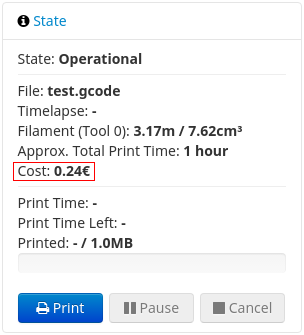 State
State: Operational
File: test.gcode
Timelapse: -
Filament (Tool 0): 3.17m / 7.62cm³
Approx. Total Print Time: 1 hour
Cost: 0.24€
Print Time: -
Print Time Left: -
Printed: - / 1.0MB
Print Pause Cancel